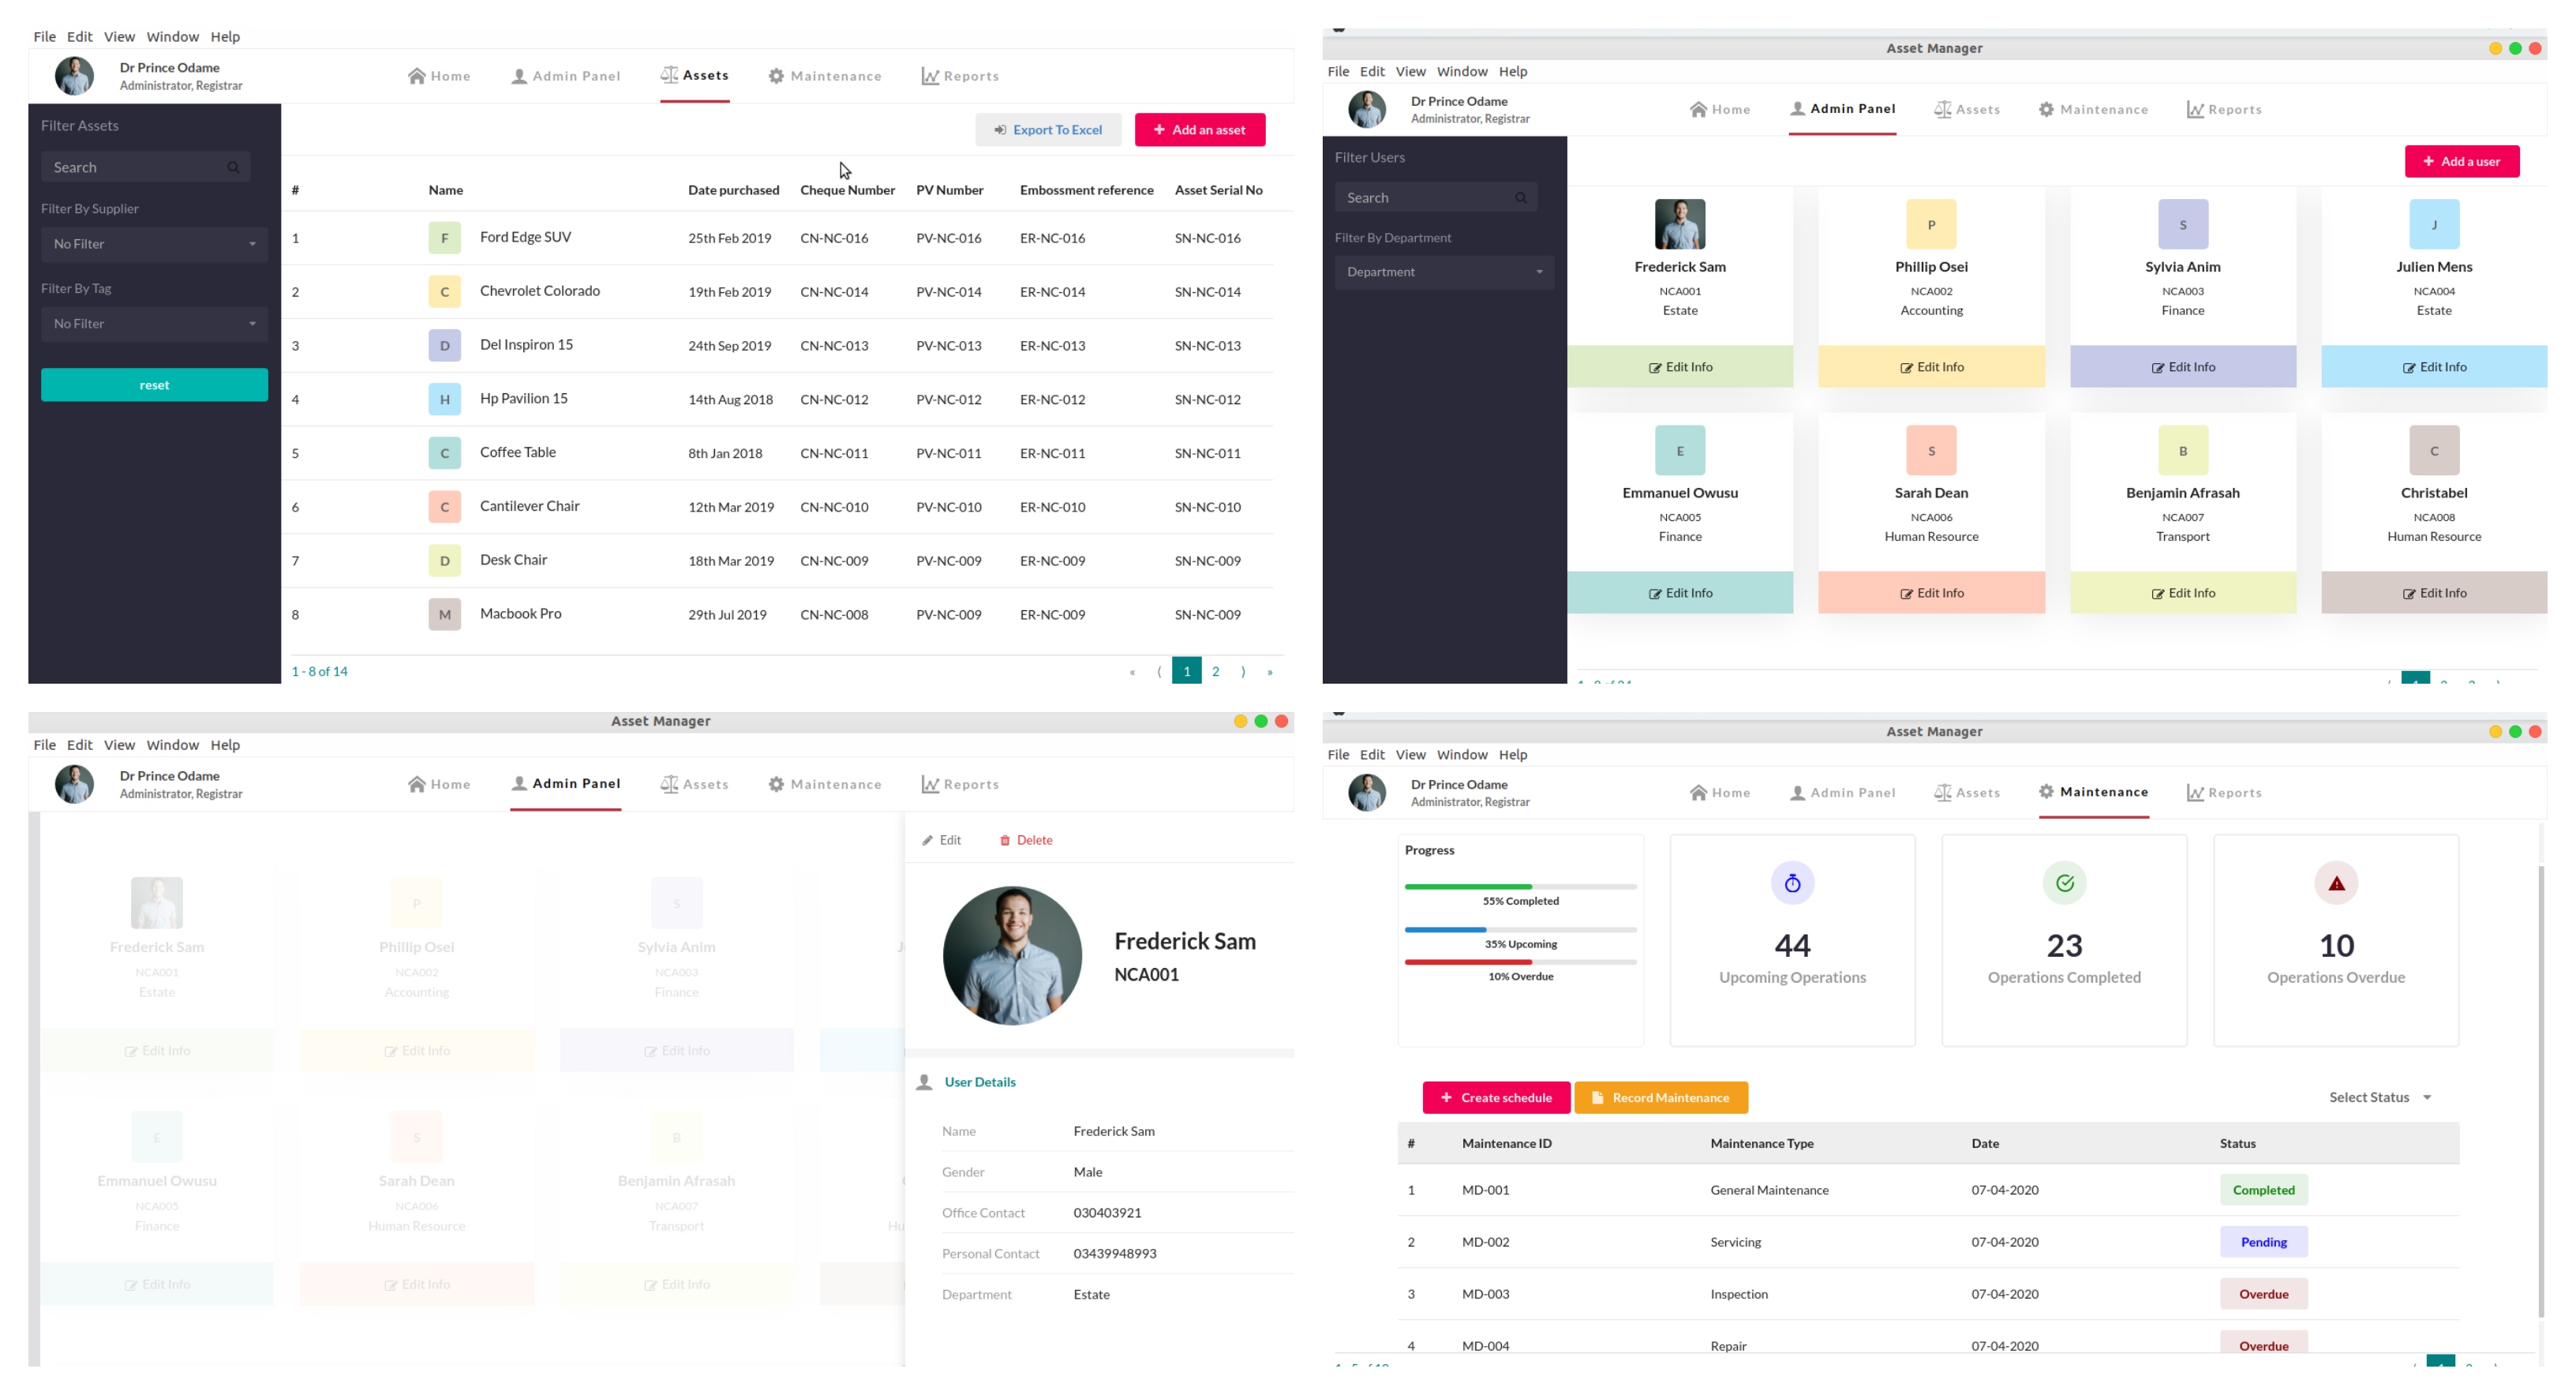 File Edit View Window Help
Dr Prince Odame
Administrator, Registrar
Home Admin Panel Assets Maintenance Reports
Filter Assets
Search
Filter By Supplier
No Filter
Filter By Tag
No Filter
reset
Export To Excel + Add an asset
# Name Date purchased Cheque Number PV Number Embossment reference Asset Serial No
1 F Ford Edge SUV 25th Feb 2019 CN-NC-016 PV-NC-016 ER-NC-016 SN-NC-016
2 C Chevrolet Colorado 19th Feb 2019 CN-NC-014 PV-NC-014 ER-NC-014 SN-NC-014
3 D Del Inspiron 15 24th Sep 2019 CN-NC-013 PV-NC-013 ER-NC-013 SN-NC-013
4 H Hp Pavilion 15 14th Aug 2018 CN-NC-012 PV-NC-012 ER-NC-012 SN-NC-012
5 C Coffee Table 8th Jan 2018 CN-NC-011 PV-NC-011 ER-NC-011 SN-NC-011
6 C Cantilever Chair 12th Mar 2019 CN-NC-010 PV-NC-010 ER-NC-010 SN-NC-010
7 D Desk Chair 18th Mar 2019 CN-NC-009 PV-NC-009 ER-NC-009 SN-NC-009
8 M Macbook Pro 29th Jul 2019 CN-NC-008 PV-NC-009 ER-NC-009 SN-NC-009
1 - 8 of 14 « ⟨ 1 2 ⟩ »
Asset Manager
File Edit View Window Help
Dr Prince Odame
Administrator, Registrar
Home Admin Panel Assets Maintenance Reports
Filter Users
Search
Filter By Department
Department
+ Add a user
P S J
Frederick Sam Phillip Osei Sylvia Anim Julien Mens
NCA001 NCA002 NCA003 NCA004
Estate Accounting Finance Estate
Edit Info Edit Info Edit Info Edit Info
E S B C
Emmanuel Owusu Sarah Dean Benjamin Afrasah Christabel
NCA005 NCA006 NCA007 NCA008
Finance Human Resource Transport Human Resource
Edit Info Edit Info Edit Info Edit Info
Asset Manager
File Edit View Window Help
Dr Prince Odame
Administrator, Registrar
Home Admin Panel Assets Maintenance Reports
P S
Frederick Sam Phillip Osei Sylvia Anim
NCA001 NCA002 NCA003
Estate Accounting Finance
Edit Info Edit Info Edit Info
E S B
Emmanuel Owusu Sarah Dean Benjamin Afrasah
NCA005 NCA006 NCA007
Finance Human Resource Transport
Edit Info Edit Info Edit Info
Edit Delete
Frederick Sam
NCA001
User Details
Name Frederick Sam
Gender Male
Office Contact 030403921
Personal Contact 03439948993
Department Estate
Asset Manager
File Edit View Window Help
Dr Prince Odame
Administrator, Registrar
Home Admin Panel Assets Maintenance Reports
Progress
55% Completed
35% Upcoming
10% Overdue
44
Upcoming Operations
23
Operations Completed
10
Operations Overdue
+ Create schedule Record Maintenance Select Status
# Maintenance ID Maintenance Type Date Status
1 MD-001 General Maintenance 07-04-2020 Completed
2 MD-002 Servicing 07-04-2020 Pending
3 MD-003 Inspection 07-04-2020 Overdue
4 MD-004 Repair 07-04-2020 Overdue